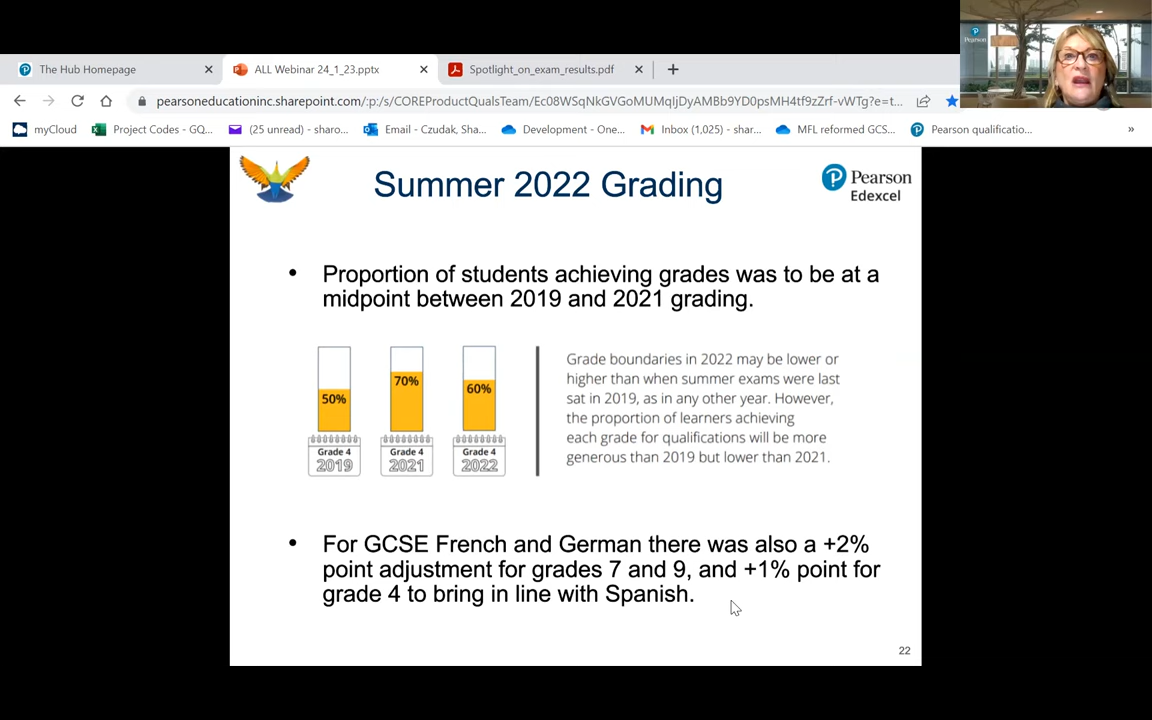 Pearson
The Hub Homepage
ALL Webinar 24_1_23.pptx
Spotlight_on_exam_results.pdf
pearsoneducationinc.sharepoint.com/:p:/s/COREProductQualsTeam/Ec08WSqNkGVGoMUMqIjDyAMBb9YD0psMH4tf9zZrf-vWTg?e=t...
myCloud
Project Codes - GQ...
(25 unread) - sharo...
Email - Czudak, Sha...
Development - One...
Inbox (1,025) - shar...
MFL reformed GCS...
Pearson qualificatio...
»
Summer 2022 Grading
Pearson
Edexcel
• Proportion of students achieving grades was to be at a
midpoint between 2019 and 2021 grading.
50%
70%
60%
Grade 4
2019
Grade 4
2021
Grade 4
2022
Grade boundaries in 2022 may be lower or
higher than when summer exams were last
sat in 2019, as in any other year. However,
the proportion of learners achieving
each grade for qualifications will be more
generous than 2019 but lower than 2021.
• For GCSE French and German there was also a +2%
point adjustment for grades 7 and 9, and +1% point for
grade 4 to bring in line with Spanish.
22